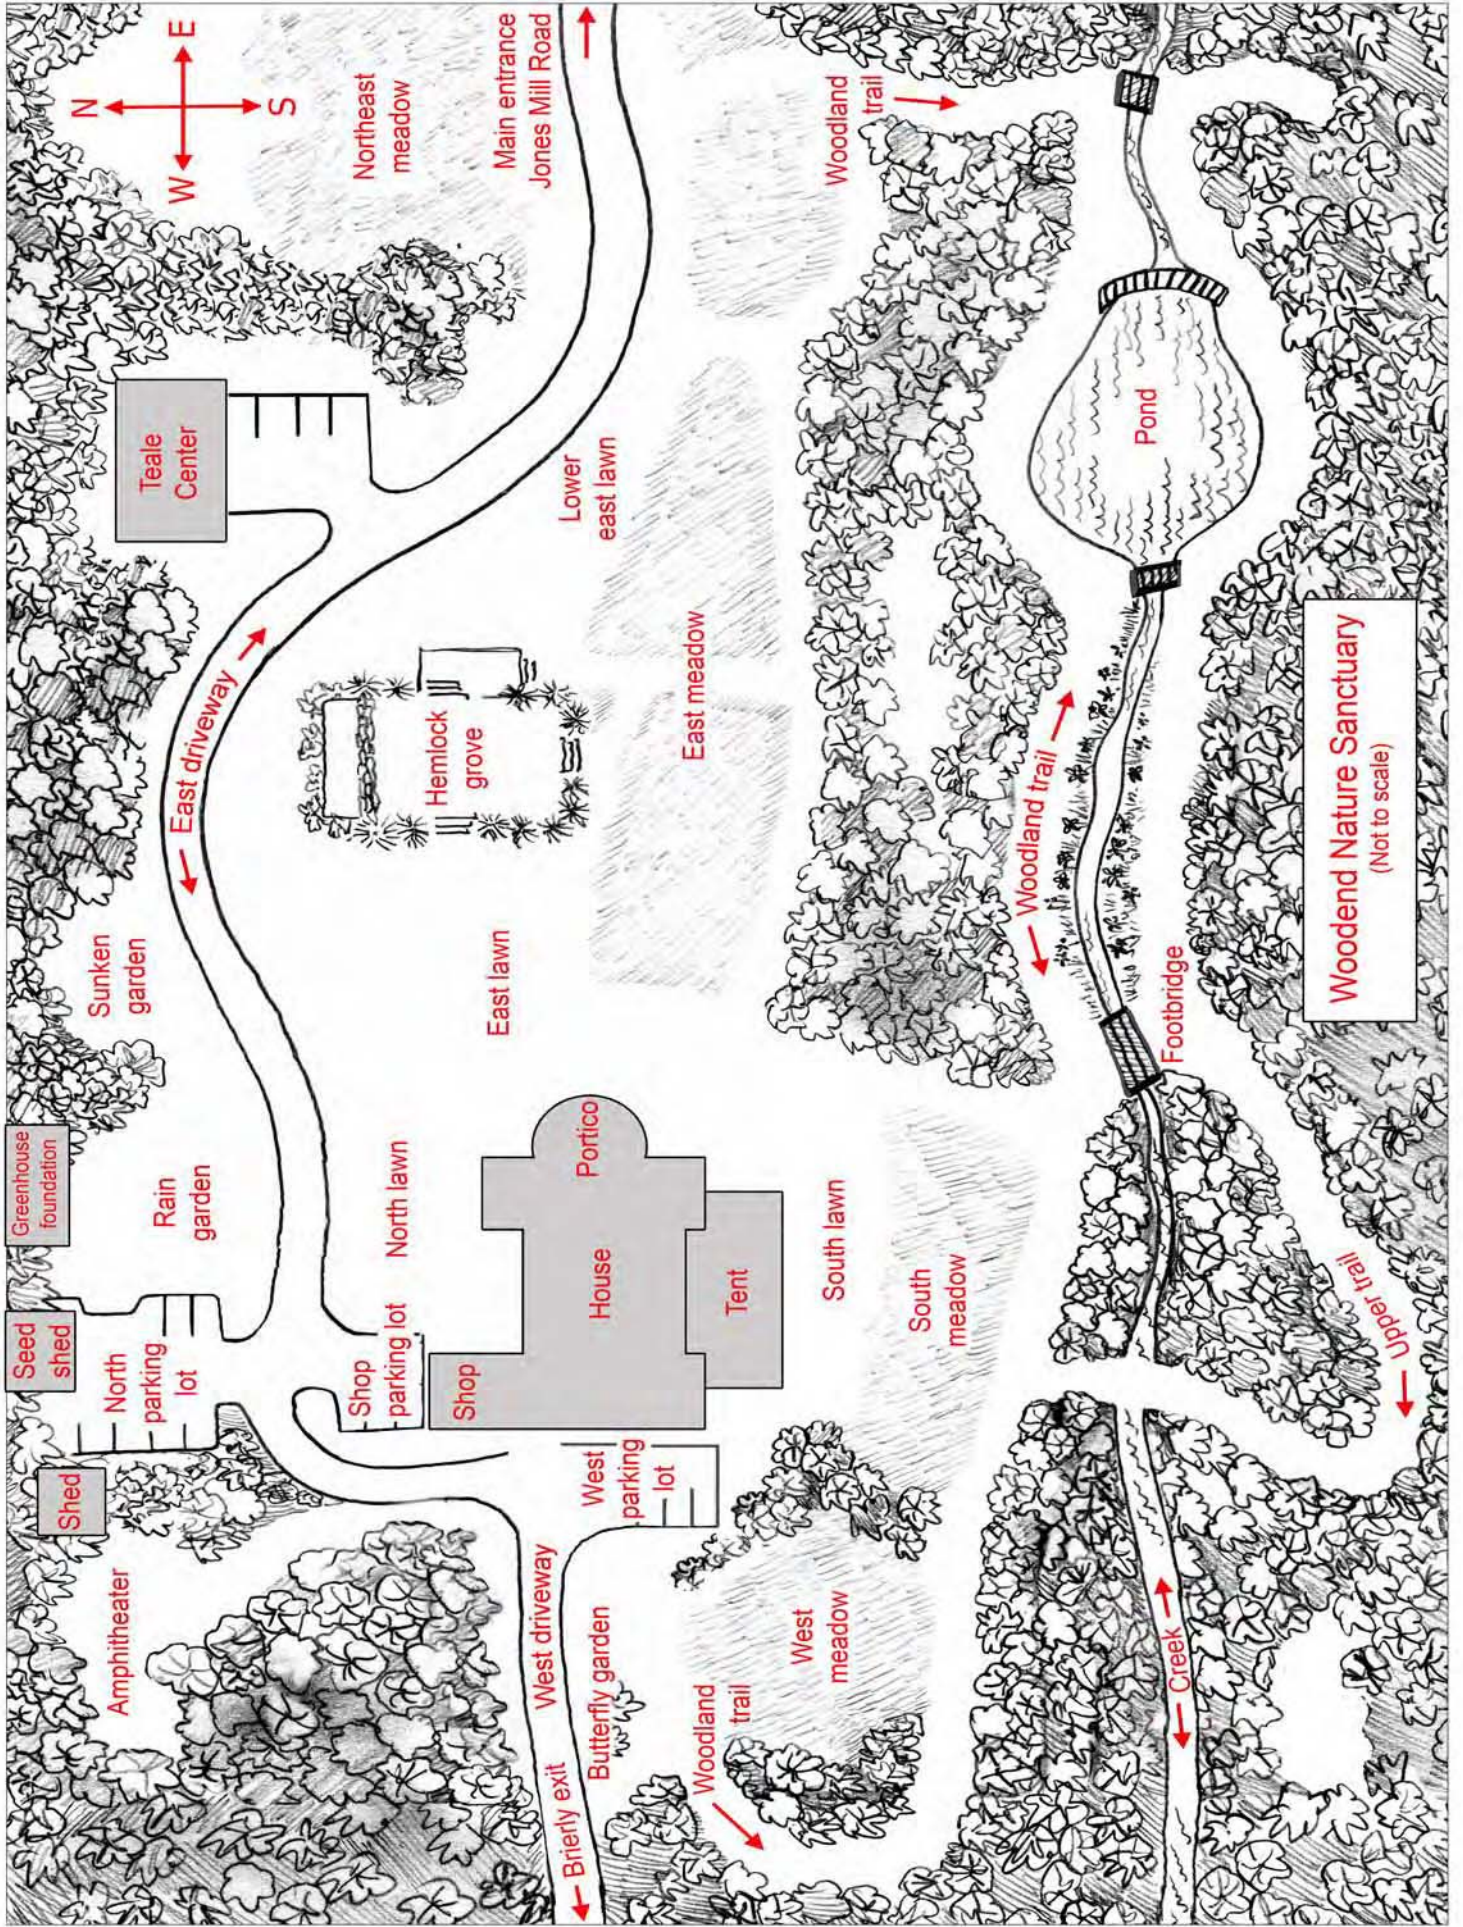 Shed
Seed
shed
Greenhouse
foundation
N
W
E
S
Amphitheater
North
parking
lot
Rain
garden
Sunken
garden
East driveway
Teale
Center
Northeast
meadow
Shop
parking lot
North lawn
Shop
Hemlock
grove
Main entrance
Jones Mill Road
Brierly exit
West driveway
East lawn
Lower
east lawn
Butterfly garden
West
parking
lot
House
Portico
East meadow
Woodland
trail
Tent
West
meadow
South lawn
Woodland
trail
South
meadow
Woodland trail
Pond
Creek
Footbridge
Upper trail
Woodend Nature Sanctuary
(Not to scale)